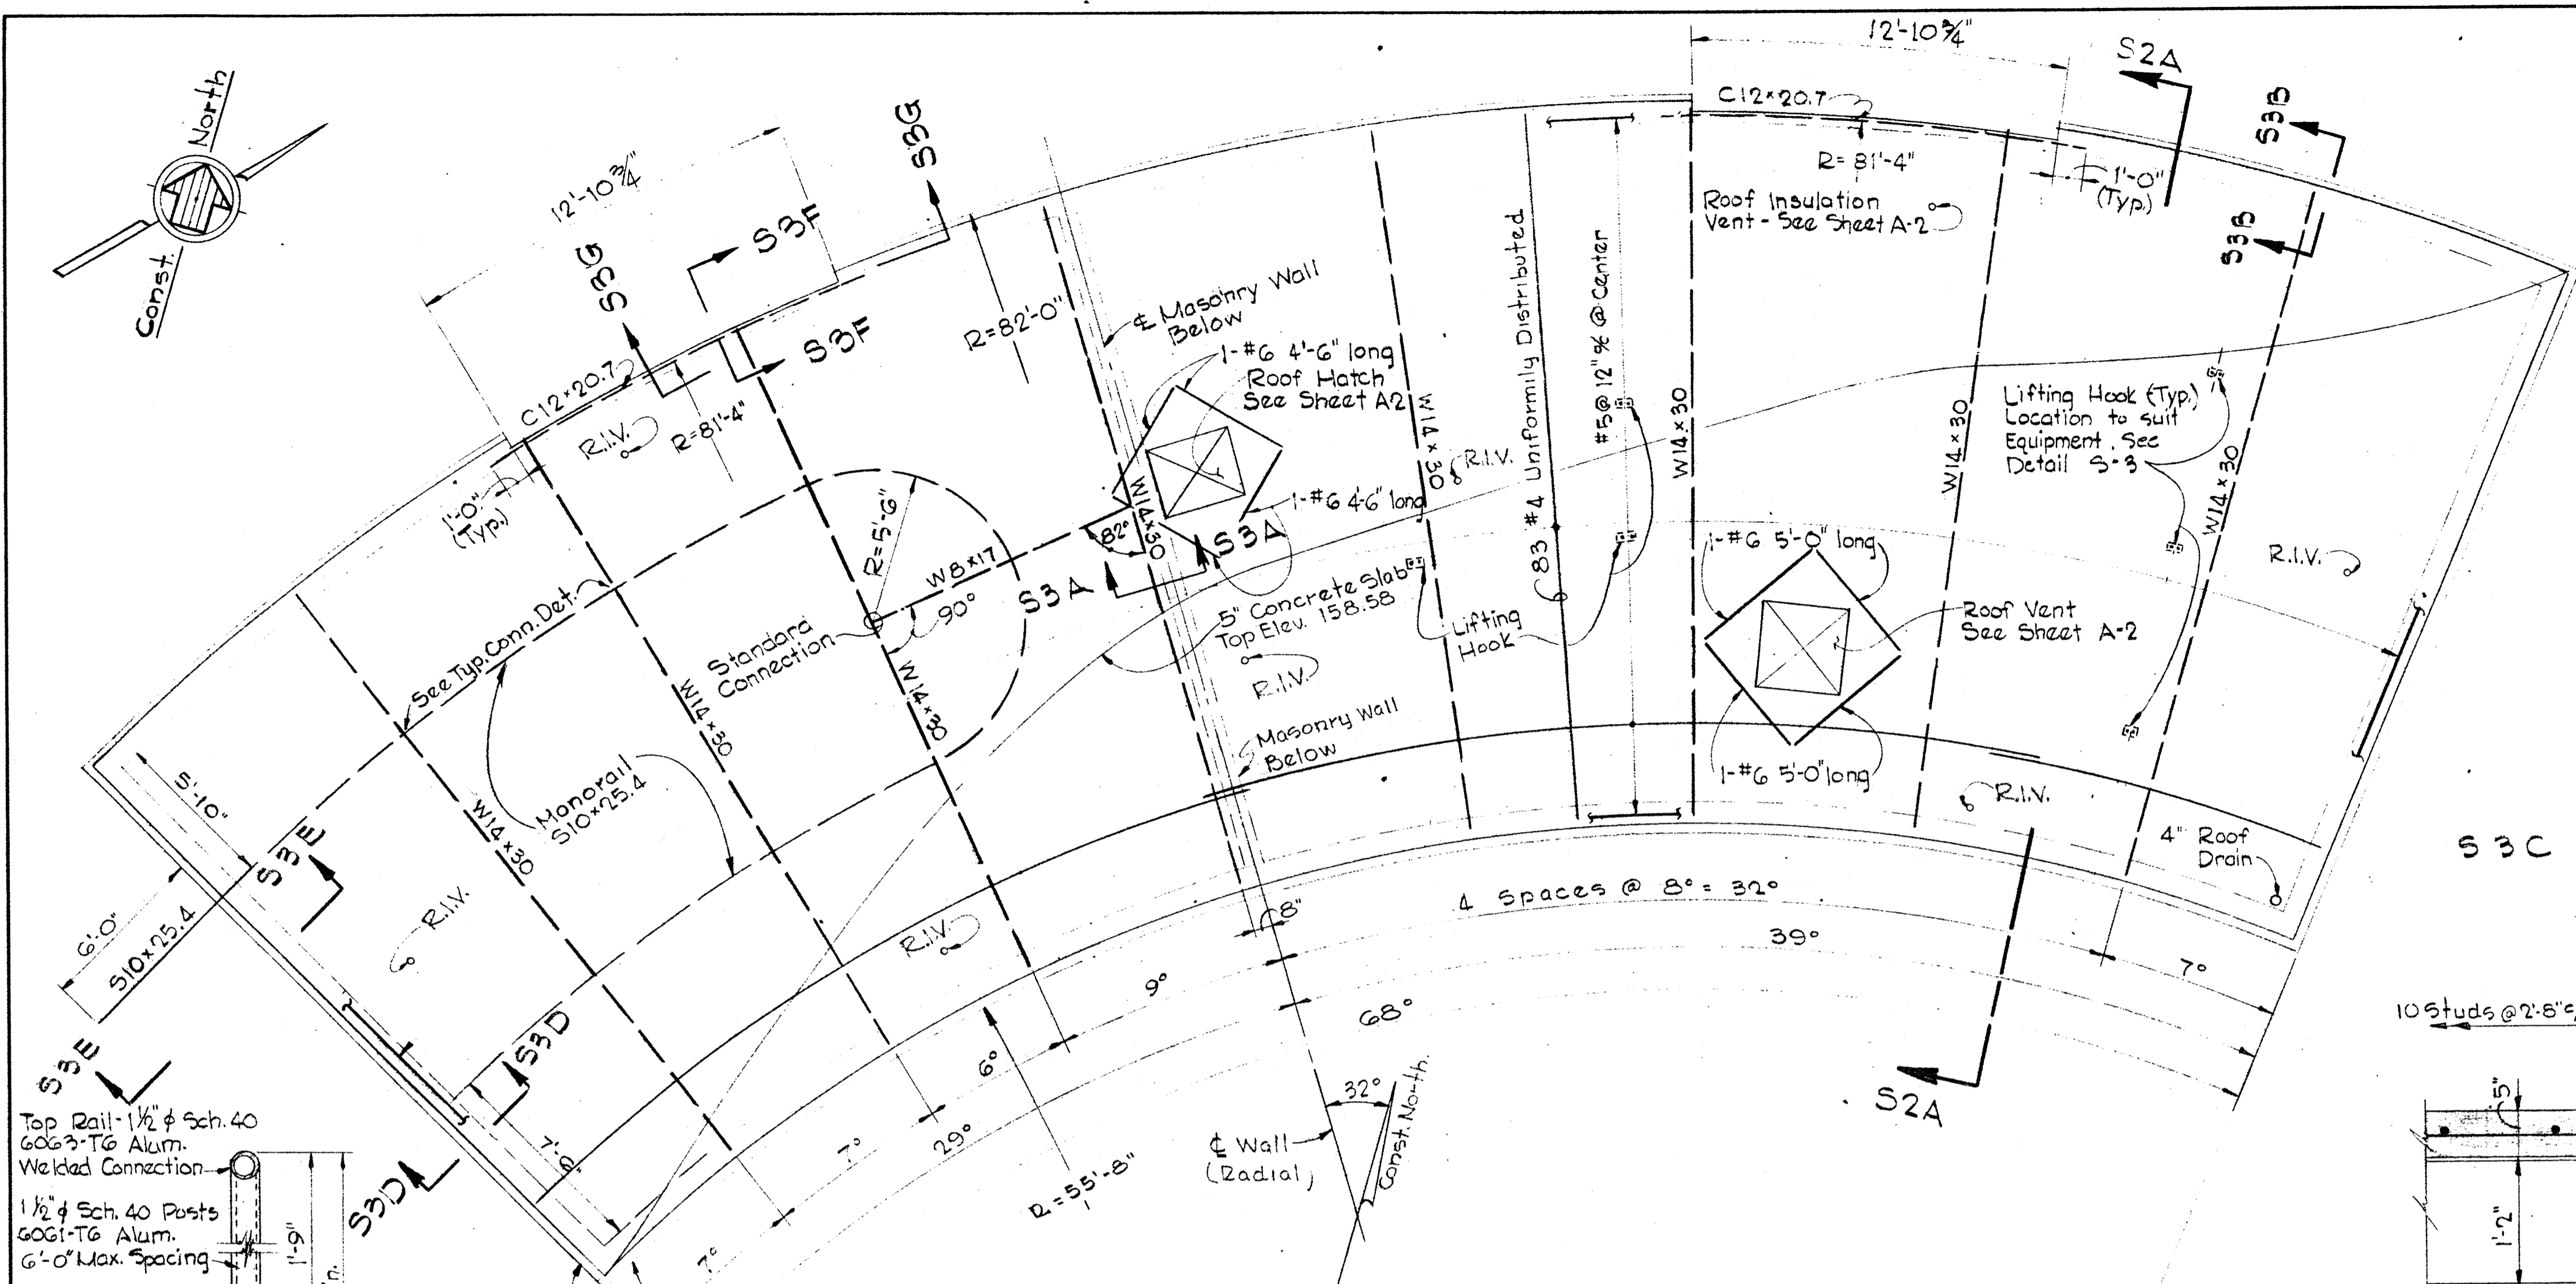 North
Const.
12'-10¾"
S3G
S3F
S3G
S3F
12'-10¾"
S2A
S3B
S3B
C12×20.7
R= 81'-4"
1'-0"
(Typ.)
Roof Insulation
Vent - See Sheet A-2
C12×20.7
R.I.V.
R=81'-4"
1'-0"
(Typ.)
R=82'-0"
₵ Masonry Wall
Below
1-#6 4'-6" long
Roof Hatch
See Sheet A2
1-#6 4'-6" long
W14×30
W14×30
R.I.V.
83 #4 Uniformly Distributed
#5@12"% @ Center
W14×30
W14×30
W14×30
Lifting Hook (Typ.)
Location to suit
Equipment. See
Detail S-3
R.I.V.
R=5'-6"
W8×17
82°
90°
S3A
S3A
5" Concrete Slab
Top Elev. 158.58
R.I.V.
Lifting
Hook
1-#6 5'-0" long
Roof Vent
See Sheet A-2
1-#6 5'-0" long
See Typ. Conn. Det.
Standard
Connection
W14×30
W14×30
W14×30
Monorail
S10×25.4
Masonry Wall
Below
R.I.V.
4" Roof
Drain
S3C
5'-10"
S3E
6'-0"
S10×25.4
R.I.V.
R.I.V.
8"
4 Spaces @ 8° = 32°
39°
7°
9°
68°
6°
7°
29°
7°
R=55'-8"
S3E
S3D
S3D
32°
Const. North
₵ Wall
(Radial)
S2A
10 Studs @ 2'-8"
5"
1'-2"
Top Rail - 1½" φ Sch. 40
6063-T6 Alum.
Welded Connection
1½" φ Sch. 40 Posts
6061-T6 Alum.
6'-0" Max. Spacing
1'-9"